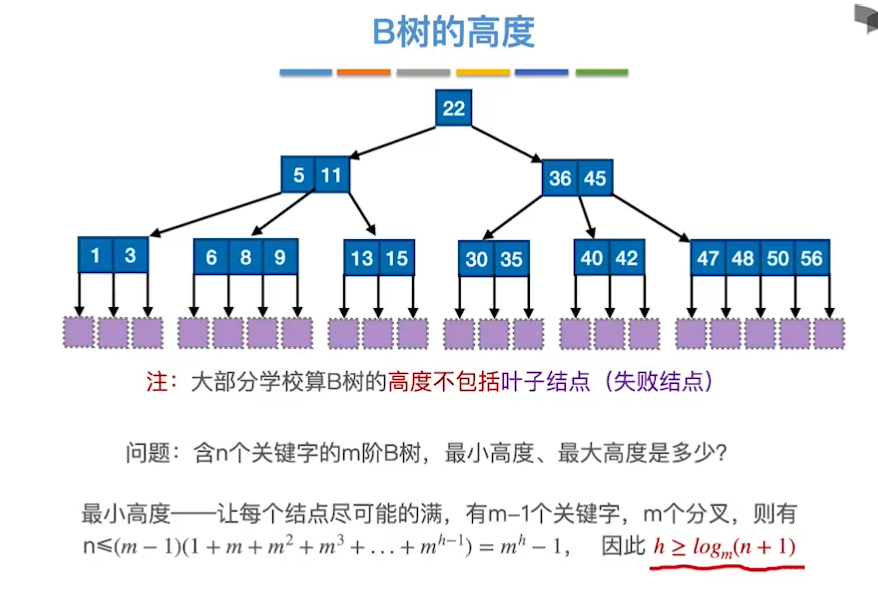 B树的高度
22
5 11
36 45
1 3
6 8 9
13 15
30 35
40 42
47 48 50 56
注：大部分学校算B树的高度不包括叶子结点（失败结点）
问题：含n个关键字的m阶B树，最小高度、最大高度是多少？
最小高度——让每个结点尽可能的满，有m-1个关键字，m个分叉，则有
n≤(m − 1)(1 + m + m² + m³ + … + mʰ⁻¹) = mʰ − 1， 因此 h ≥ logₘ(n + 1)